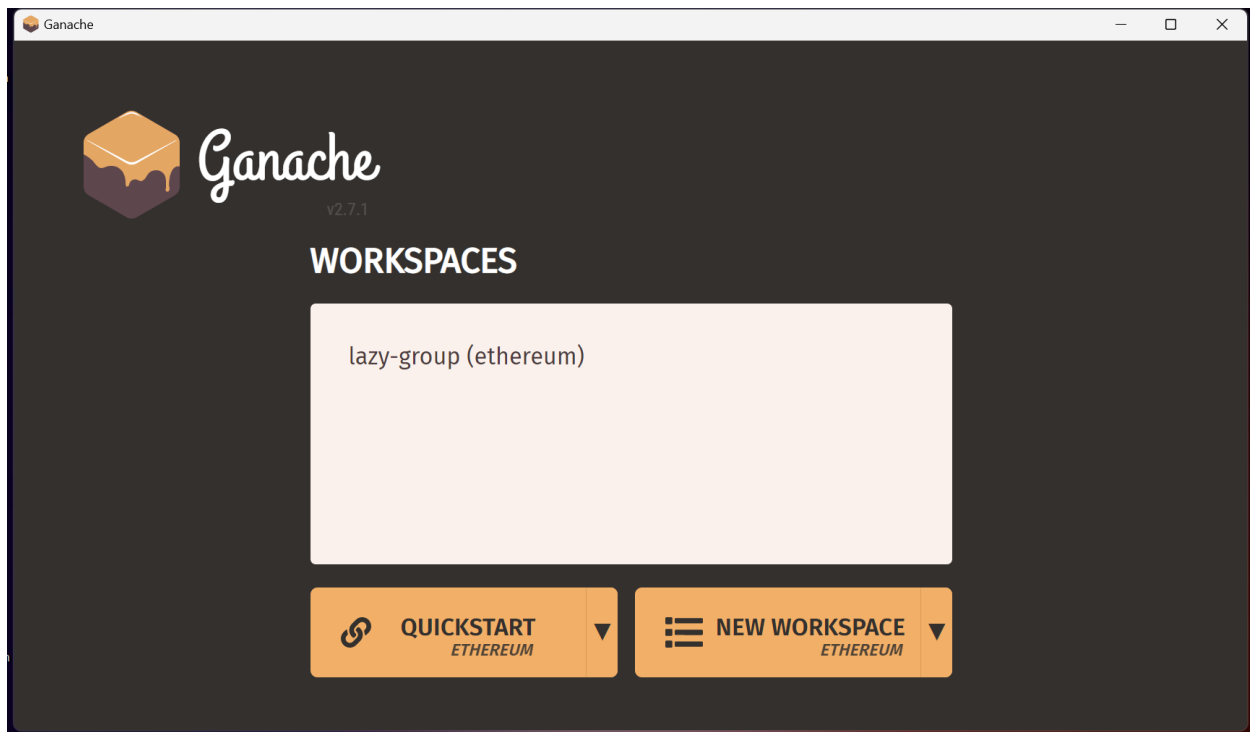 Ganache
Ganache
v2.7.1
WORKSPACES
lazy-group (ethereum)
QUICKSTART
ETHEREUM
NEW WORKSPACE
ETHEREUM